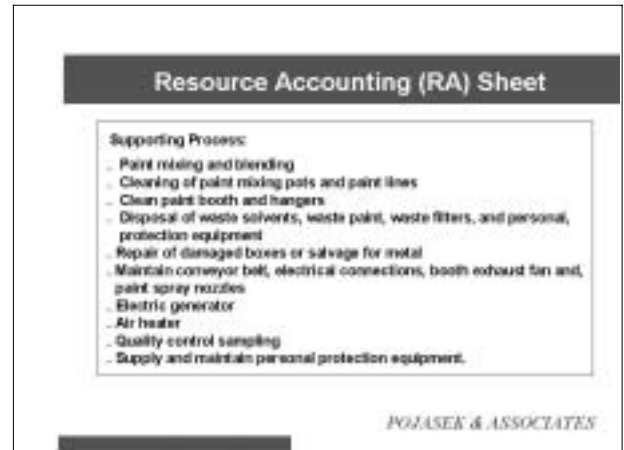 Resource Accounting (RA) Sheet
Supporting Process:
. Paint mixing and blending
. Cleaning of paint mixing pots and paint lines
. Clean paint booth and hangers
. Disposal of waste solvents, waste paint, waste filters, and personal,
protection equipment
. Repair of damaged boxes or salvage for metal
. Maintain conveyor belt, electrical connections, booth exhaust fan and,
paint spray nozzles
. Electric generator
. Air heater
. Quality control sampling
. Supply and maintain personal protection equipment.
POJASEK & ASSOCIATES